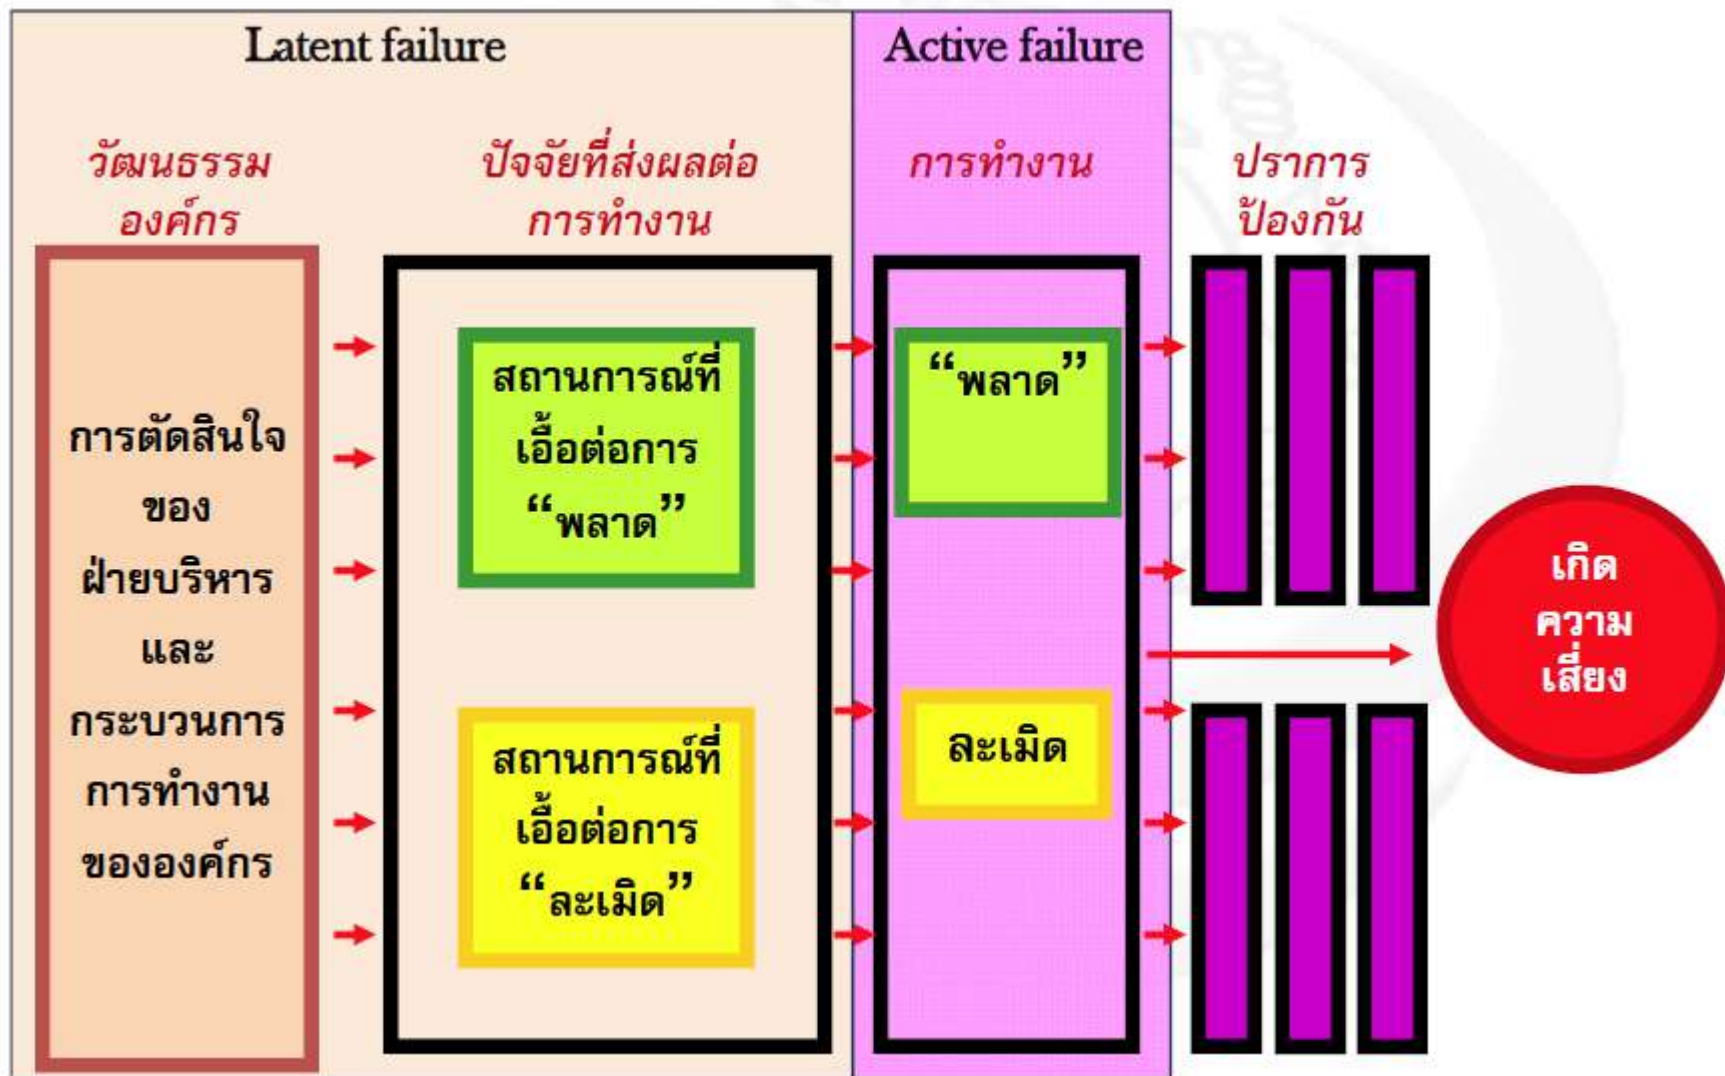 Latent failure
Active failure
วัฒนธรรม
องค์กร
ปัจจัยที่ส่งผลต่อ
การทำงาน
การทำงาน
ปราการ
ป้องกัน
การตัดสินใจ
ของ
ฝ่ายบริหาร
และ
กระบวนการ
การทำงาน
ขององค์กร
สถานการณ์ที่
เอื้อต่อการ
“พลาด”
สถานการณ์ที่
เอื้อต่อการ
“ละเมิด”
“พลาด”
ละเมิด
เกิด
ความ
เสี่ยง